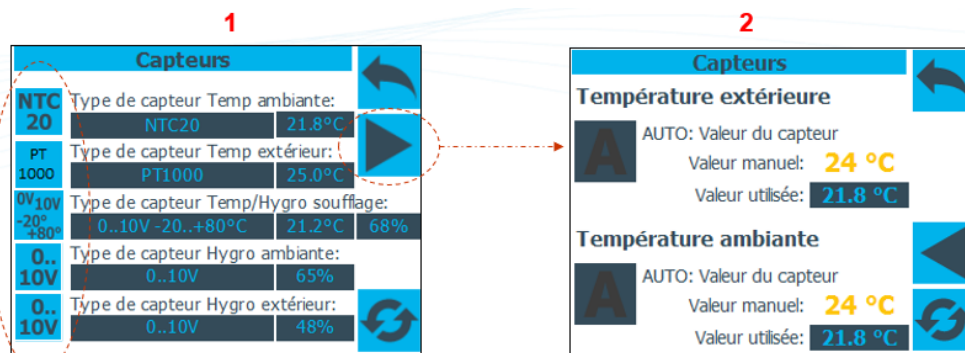 1
Capteurs
NTC
20
Type de capteur Temp ambiante:
NTC20 21.8°C
PT
1000
Type de capteur Temp extérieur:
PT1000 25.0°C
0V10V
-20°
+80°
Type de capteur Temp/Hygro soufflage:
0..10V -20..+80°C 21.2°C 68%
0..
10V
Type de capteur Hygro ambiante:
0..10V 65%
0..
10V
Type de capteur Hygro extérieur:
0..10V 48%
2
Capteurs
Température extérieure
A
AUTO: Valeur du capteur
Valeur manuel: 24 °C
Valeur utilisée: 21.8 °C
Température ambiante
A
AUTO: Valeur du capteur
Valeur manuel: 24 °C
Valeur utilisée: 21.8 °C